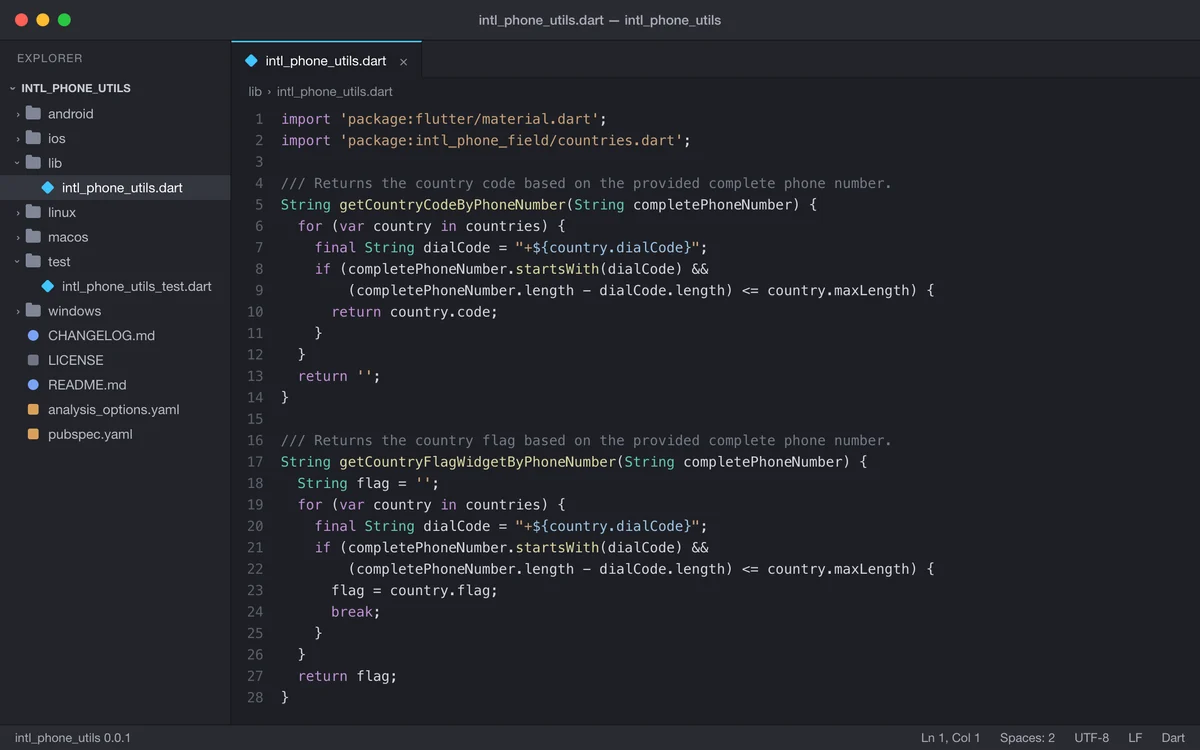 intl_phone_utils.dart — intl_phone_utils
EXPLORER
INTL_PHONE_UTILS
android
ios
lib
intl_phone_utils.dart
linux
macos
test
intl_phone_utils_test.dart
windows
CHANGELOG.md
LICENSE
README.md
analysis_options.yaml
pubspec.yaml
intl_phone_utils.dart ×
lib › intl_phone_utils.dart
1 import 'package:flutter/material.dart';
2 import 'package:intl_phone_field/countries.dart';
3
4 /// Returns the country code based on the provided complete phone number.
5 String getCountryCodeByPhoneNumber(String completePhoneNumber) {
6   for (var country in countries) {
7     final String dialCode = "+${country.dialCode}";
8     if (completePhoneNumber.startsWith(dialCode) &&
9         (completePhoneNumber.length - dialCode.length) <= country.maxLength) {
10       return country.code;
11     }
12   }
13   return '';
14 }
15
16 /// Returns the country flag based on the provided complete phone number.
17 String getCountryFlagWidgetByPhoneNumber(String completePhoneNumber) {
18   String flag = '';
19   for (var country in countries) {
20     final String dialCode = "+${country.dialCode}";
21     if (completePhoneNumber.startsWith(dialCode) &&
22         (completePhoneNumber.length - dialCode.length) <= country.maxLength) {
23       flag = country.flag;
24       break;
25     }
26   }
27   return flag;
28 }
intl_phone_utils 0.0.1
Ln 1, Col 1 Spaces: 2 UTF-8 LF Dart